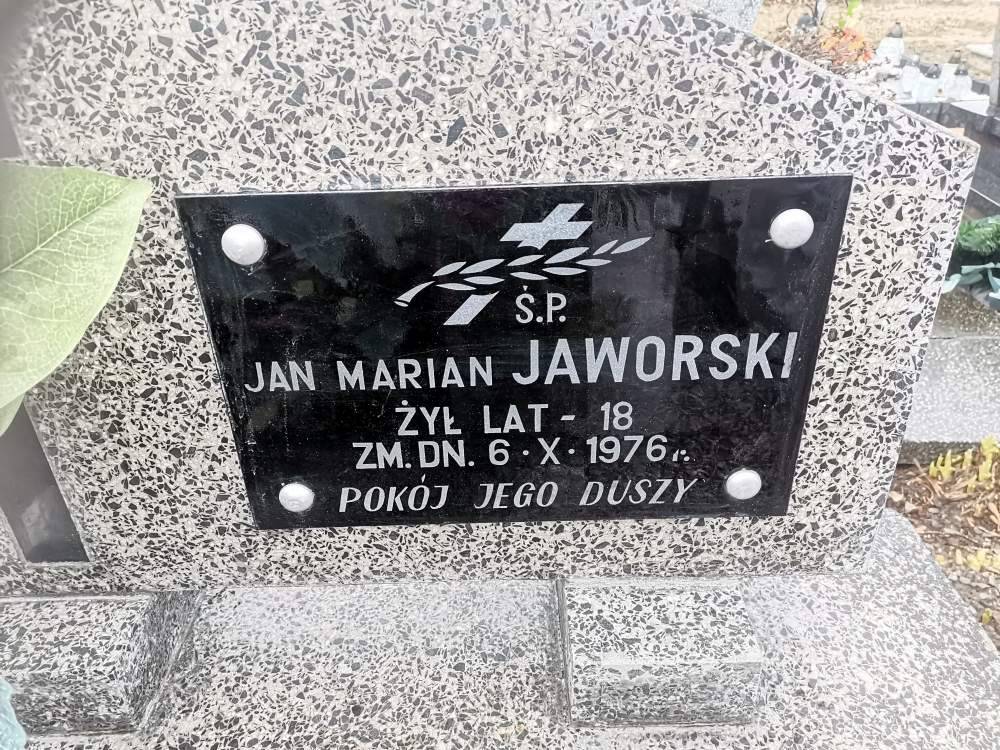 Ś.P.
JAN MARIAN JAWORSKI
ŻYŁ LAT - 18
ZM. DN. 6 · X · 1976 r.
POKÓJ JEGO DUSZY